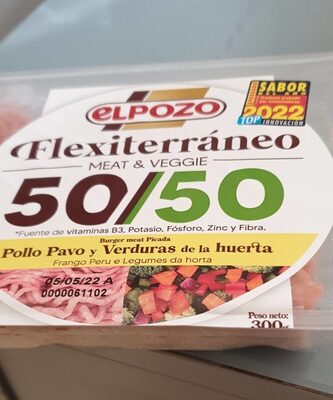 SABOR
DEL AÑO
2022
TOP INNOVACIÓN
ELPOZO
Flexiterráneo
MEAT & VEGGIE
50/50
*Fuente de vitaminas B3, Potasio, Fósforo, Zinc y Fibra.
Burger meat Picada
Pollo Pavo y Verduras de la huerta
Frango Peru e Legumes da horta
05/05/22 A
0000061102
Peso neto:
300g